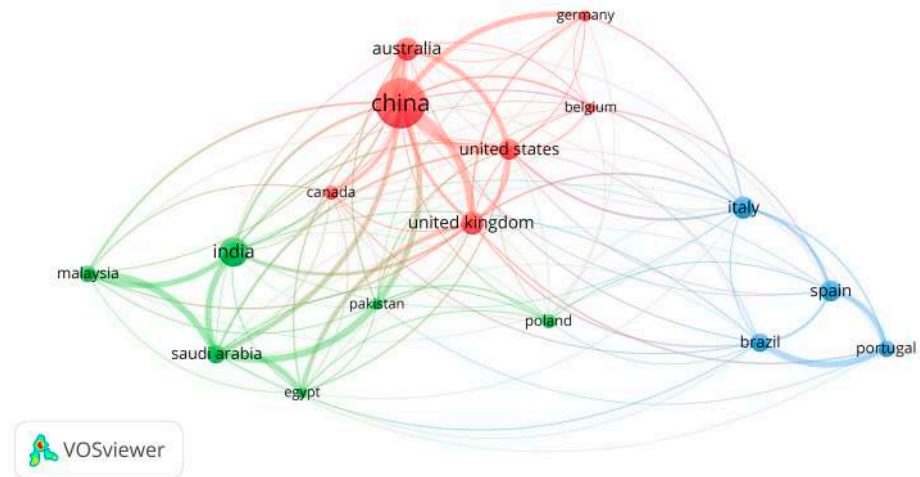 germany
australia
china
belgium
united states
canada
italy
united kingdom
india
malaysia
spain
pakistan
poland
brazil
portugal
saudi arabia
egypt
VOSviewer